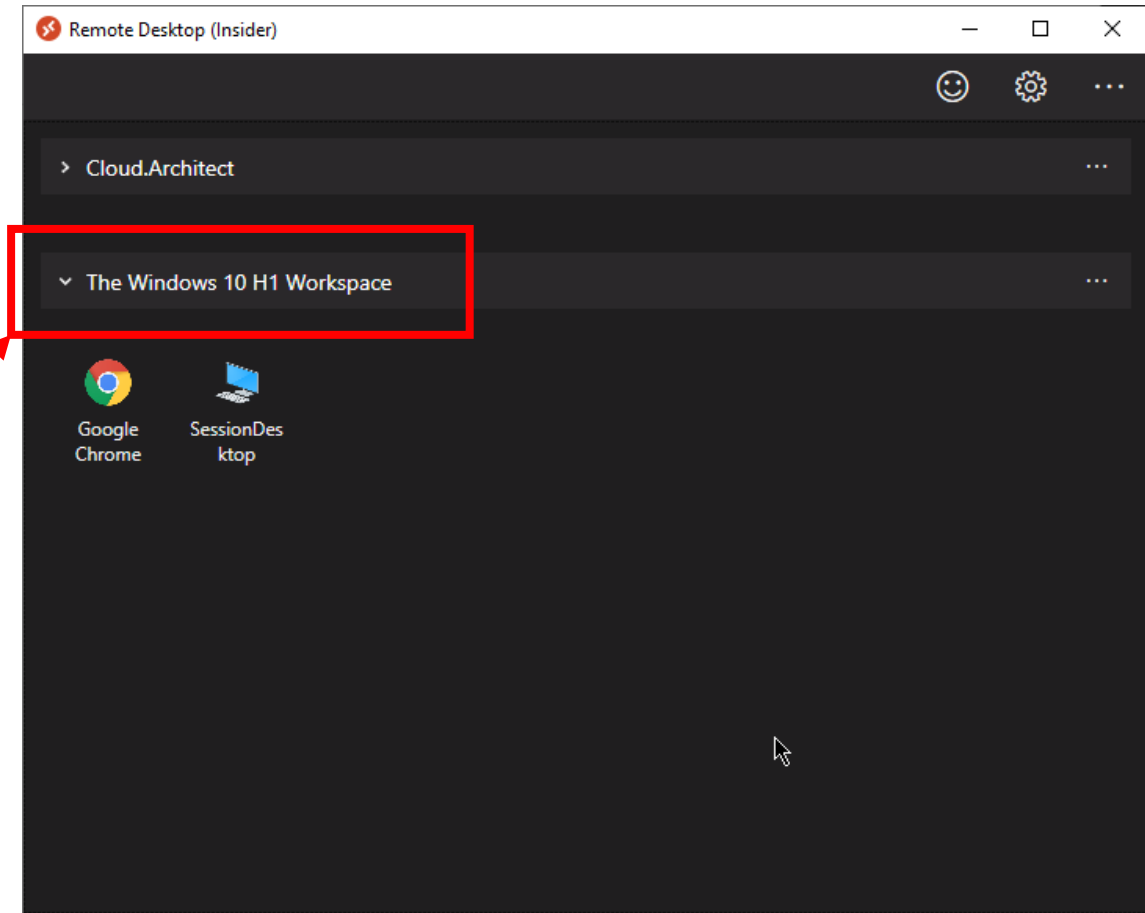 Remote Desktop (Insider)
Cloud.Architect
The Windows 10 H1 Workspace
Google
Chrome
SessionDes
ktop